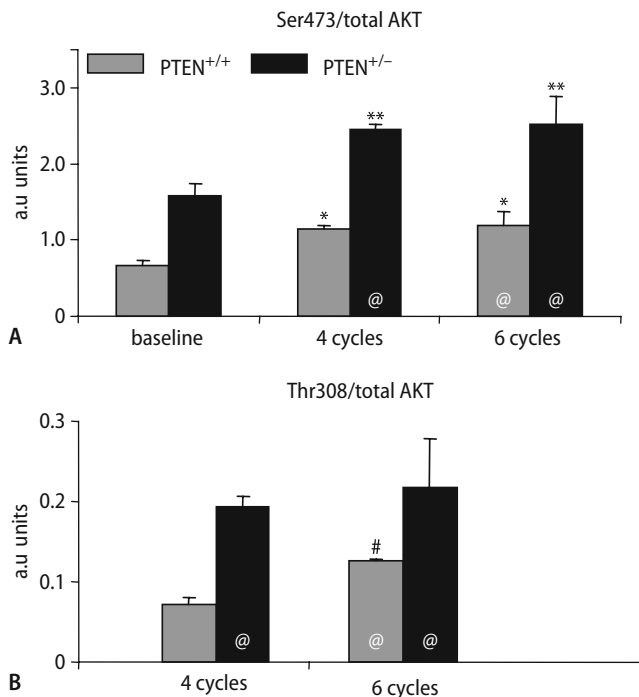 Ser473/total AKT
PTEN+/+ PTEN+/−
3.0
2.0
1.0
0
a.u units
* ** * **
@ @ @
A baseline 4 cycles 6 cycles
Thr308/total AKT
0.3
0.2
0.1
0
a.u units
#
@ @ @
B 4 cycles 6 cycles